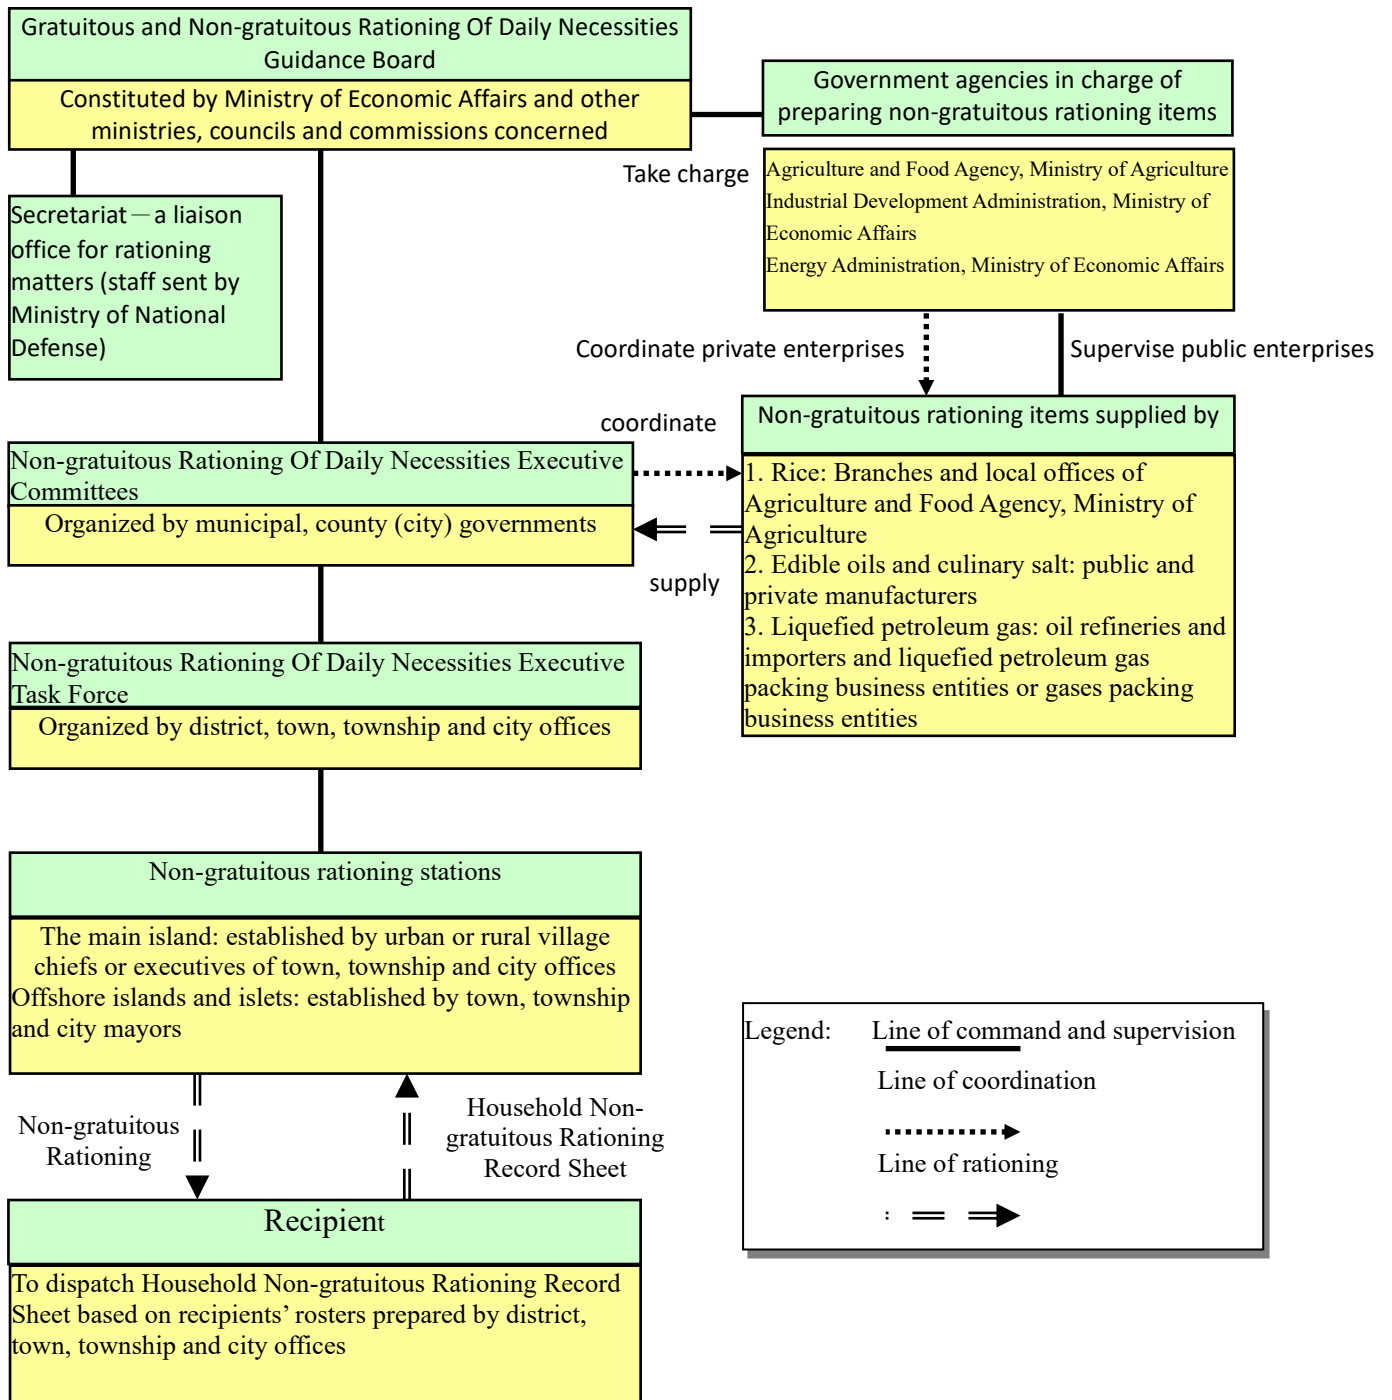 Gratuitous and Non-gratuitous Rationing Of Daily Necessities
Guidance Board
Constituted by Ministry of Economic Affairs and other
ministries, councils and commissions concerned
Government agencies in charge of
preparing non-gratuitous rationing items
Take charge
Agriculture and Food Agency, Ministry of Agriculture
Industrial Development Administration, Ministry of
Economic Affairs
Energy Administration, Ministry of Economic Affairs
Secretariat－a liaison
office for rationing
matters (staff sent by
Ministry of National
Defense)
Coordinate private enterprises
Supervise public enterprises
coordinate
Non-gratuitous rationing items supplied by
1. Rice: Branches and local offices of
Agriculture and Food Agency, Ministry of
Agriculture
2. Edible oils and culinary salt: public and
private manufacturers
3. Liquefied petroleum gas: oil refineries and
importers and liquefied petroleum gas
packing business entities or gases packing
business entities
Non-gratuitous Rationing Of Daily Necessities Executive
Committees
Organized by municipal, county (city) governments
supply
Non-gratuitous Rationing Of Daily Necessities Executive
Task Force
Organized by district, town, township and city offices
Non-gratuitous rationing stations
The main island: established by urban or rural village
chiefs or executives of town, township and city offices
Offshore islands and islets: established by town, township
and city mayors
Non-gratuitous
Rationing
Household Non-
gratuitous Rationing
Record Sheet
Recipient
To dispatch Household Non-gratuitous Rationing Record
Sheet based on recipients’ rosters prepared by district,
town, township and city offices
Legend: Line of command and supervision
Line of coordination
Line of rationing